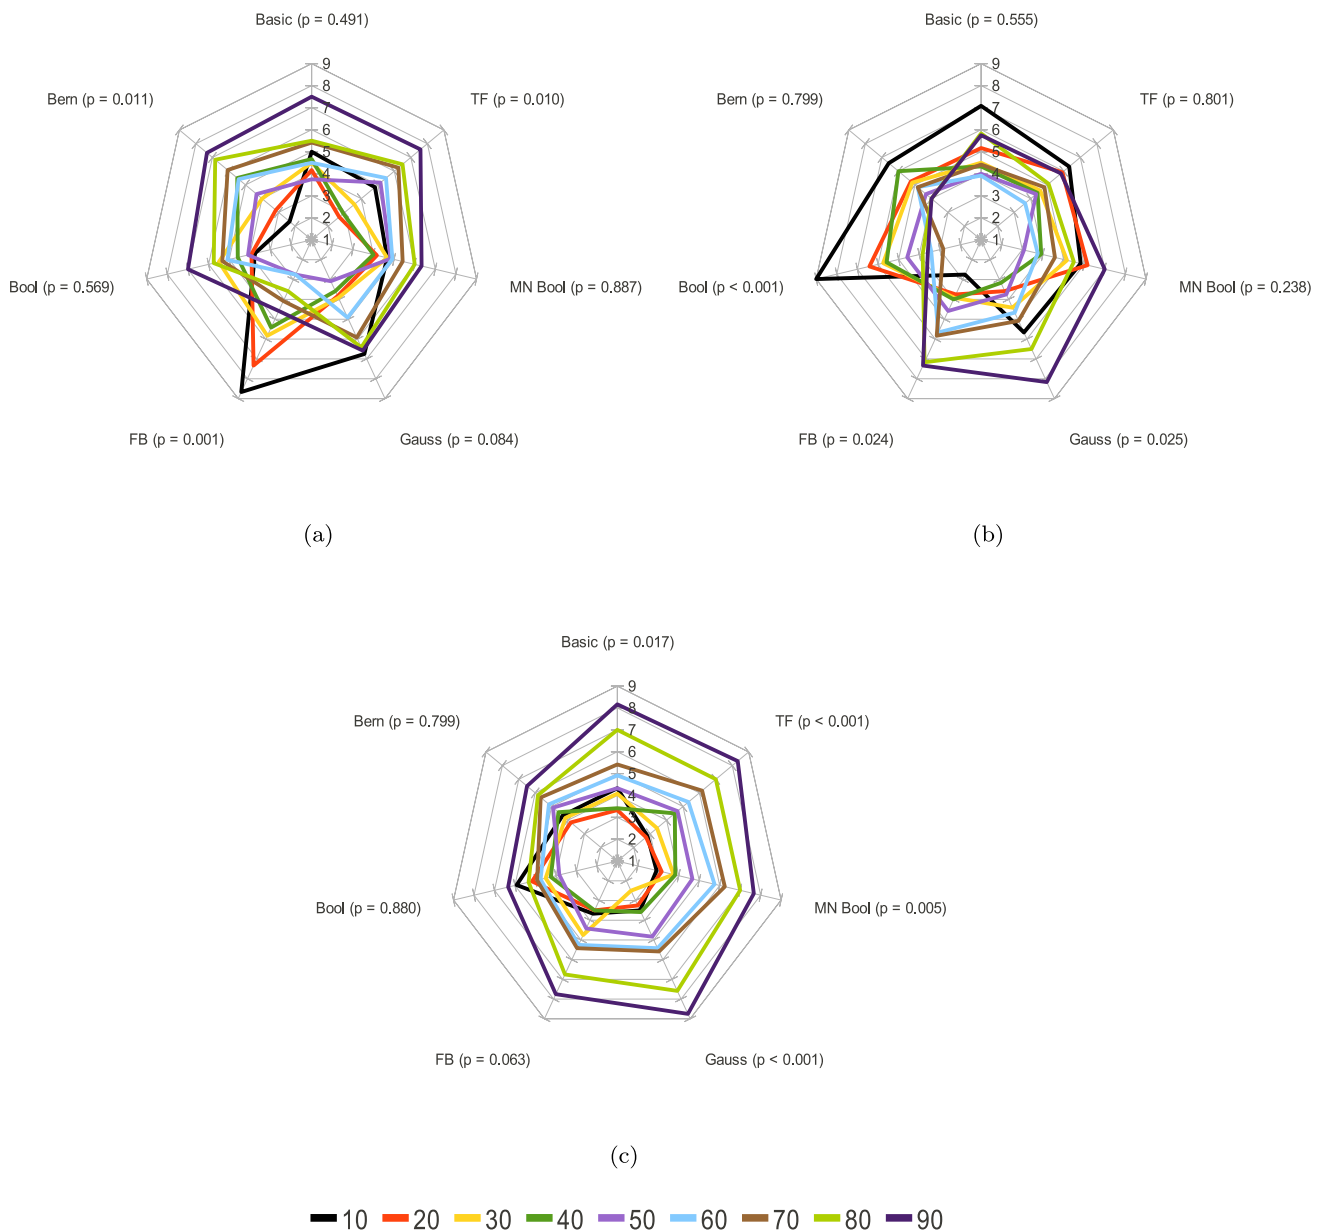 Basic (p = 0.491)
Bern (p = 0.011)
TF (p = 0.010)
9
8
7
6
5
4
3
2
1
Bool (p = 0.569)
MN Bool (p = 0.887)
FB (p = 0.001)
Gauss (p = 0.084)
(a)
Basic (p = 0.555)
Bern (p = 0.799)
TF (p = 0.801)
9
8
7
6
5
4
3
2
1
Bool (p < 0.001)
MN Bool (p = 0.238)
FB (p = 0.024)
Gauss (p = 0.025)
(b)
Basic (p = 0.017)
Bern (p = 0.799)
TF (p < 0.001)
9
8
7
6
5
4
3
2
1
Bool (p = 0.880)
MN Bool (p = 0.005)
FB (p = 0.063)
Gauss (p < 0.001)
(c)
10 20 30 40 50 60 70 80 90